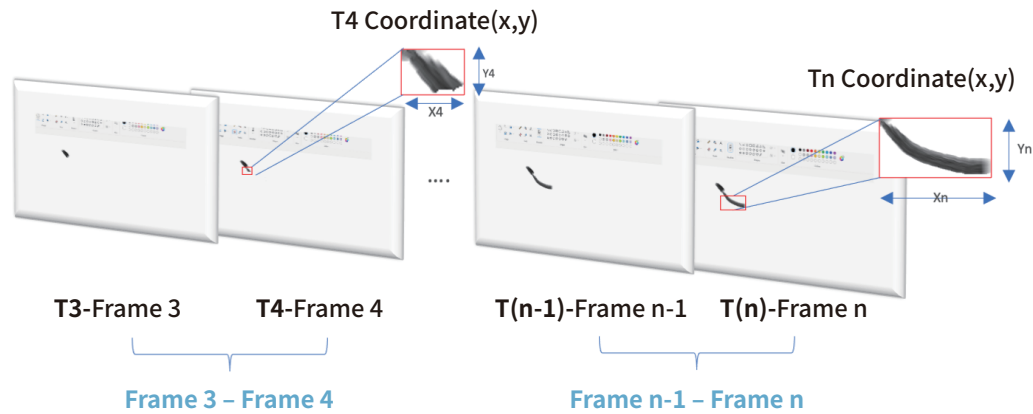 T4 Coordinate(x,y)
Y4
X4
Tn Coordinate(x,y)
Yn
Xn
....
T3-Frame 3
T4-Frame 4
T(n-1)-Frame n-1
T(n)-Frame n
Frame 3 – Frame 4
Frame n-1 – Frame n